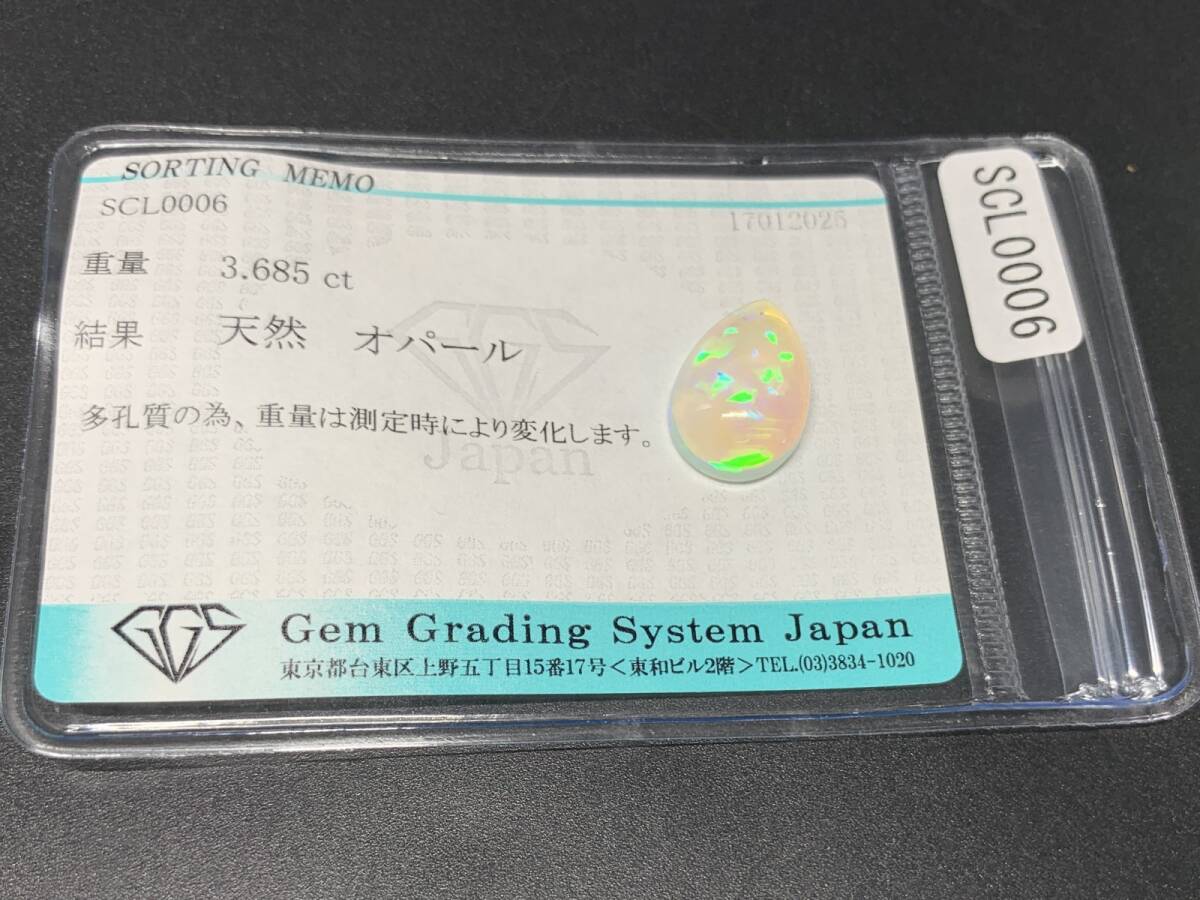 SORTING MEMO
SCL0006
17012026
重量 3.685 ct
結果 天然 オパール
多孔質の為、重量は測定時により変化します。
Japan
GGS
Gem Grading System Japan
東京都台東区上野五丁目15番17号＜東和ビル2階＞TEL.(03)3834-1020
SCL0006